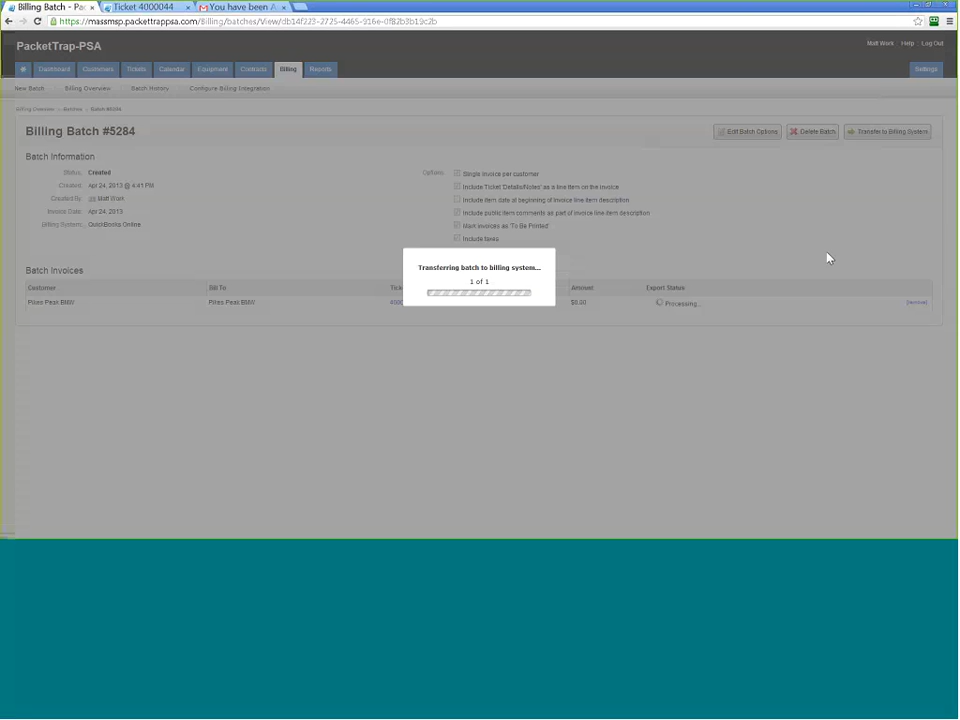 Billing Batch - Pa
Ticket 4000044
You have been A
https://massmsp.packettrappsa.com/Billing/batches/View/db14f223-2725-4465-916e-0f82b3b19c2b
PacketTrap-PSA
Matt Work Help Log Out
Dashboard Customers Tickets Calendar Equipment Contracts Billing Reports Settings
New Batch Billing Overview Batch History Configure Billing Integration
Billing Overview Batches Batch #5284
Billing Batch #5284
Edit Batch Options Delete Batch Transfer to Billing System
Batch Information
Status: Created
Created: Apr 24, 2013 @ 4:41 PM
Created By: Matt Work
Invoice Date: Apr 24, 2013
Billing System: QuickBooks Online
Options: Single invoice per customer
Include Ticket 'Details/Notes' as a line item on the invoice
Include item date at beginning of invoice line item description
Include public item comments as part of invoice line item description
Mark invoices as 'To Be Printed'
Include taxes
Transferring batch to billing system...
1 of 1
Batch Invoices
Customer Bill To Amount Export Status
Pikes Peak BMW Pikes Peak BMW $0.00 Processing... [remove]